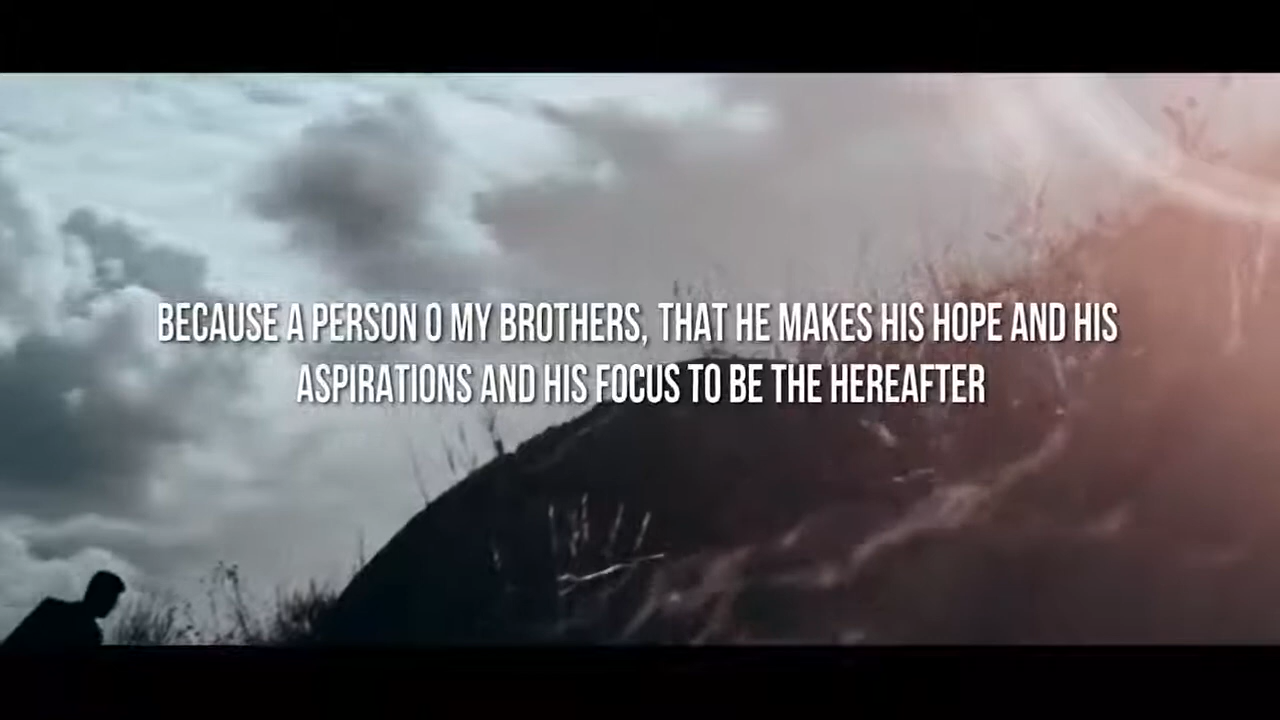 BECAUSE A PERSON O MY BROTHERS, THAT HE MAKES HIS HOPE AND HIS
ASPIRATIONS AND HIS FOCUS TO BE THE HEREAFTER